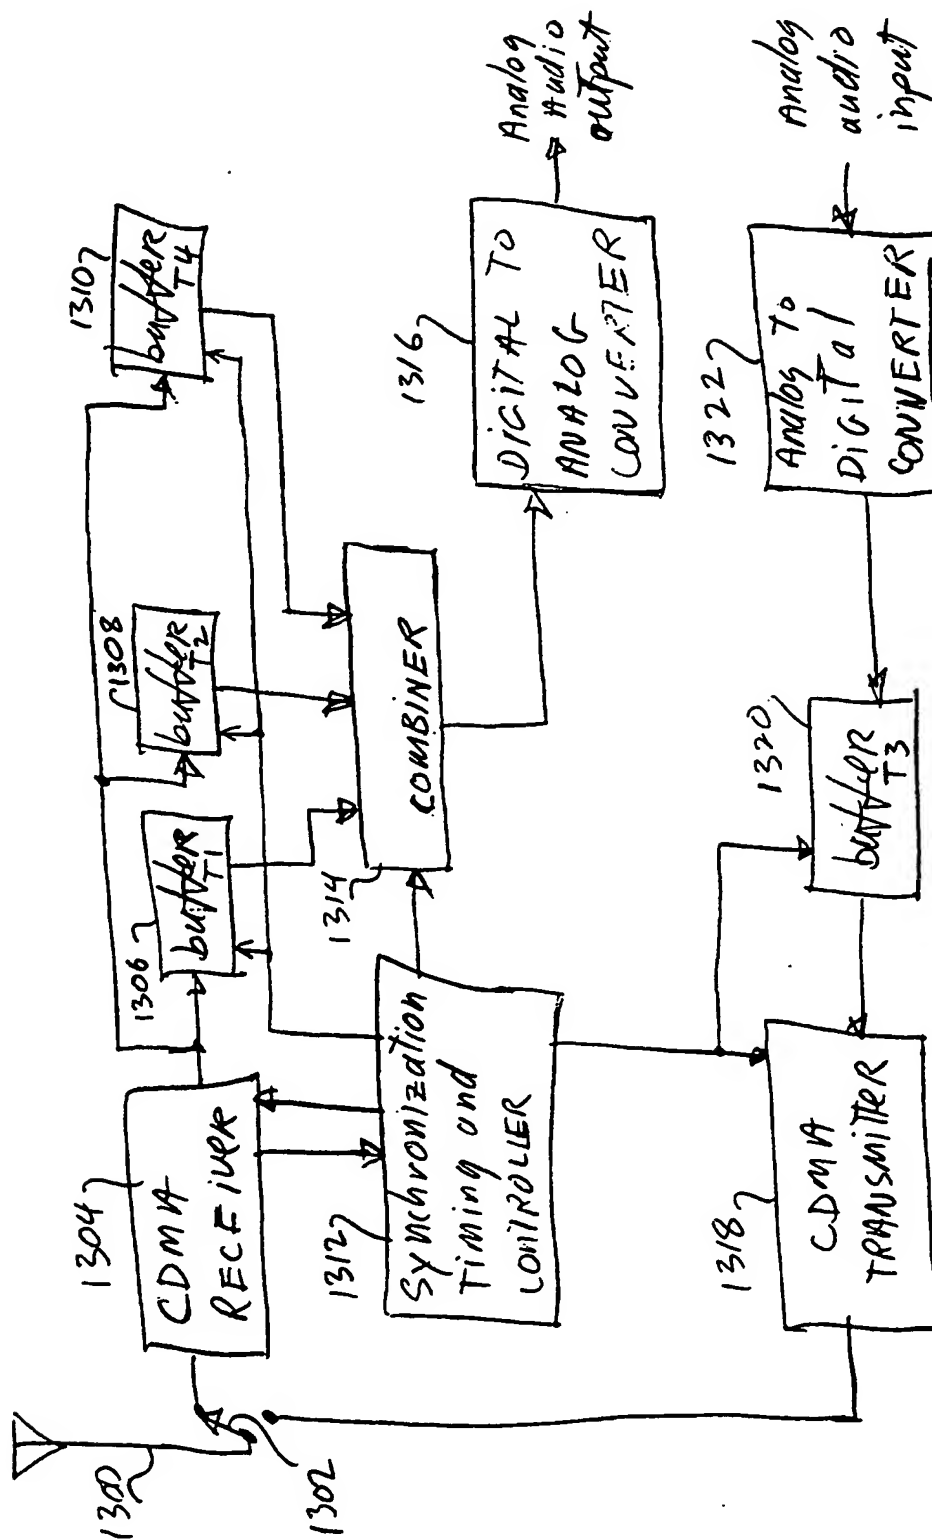 1300
1302
1304
CDMA
RECEIVER
1306
buffer
T1
1308
buffer
T2
1310
buffer
T4
1312
Synchronization
Timing and
CONTROLLER
1314
COMBINER
1316
DIGITAL TO
ANALOG
CONVERTER
Analog
Audio
output
1318
CDMA
TRANSMITTER
1320
buffer
T3
1322
Analog To
DIGITal
CONVERTER
Analog
audio
input